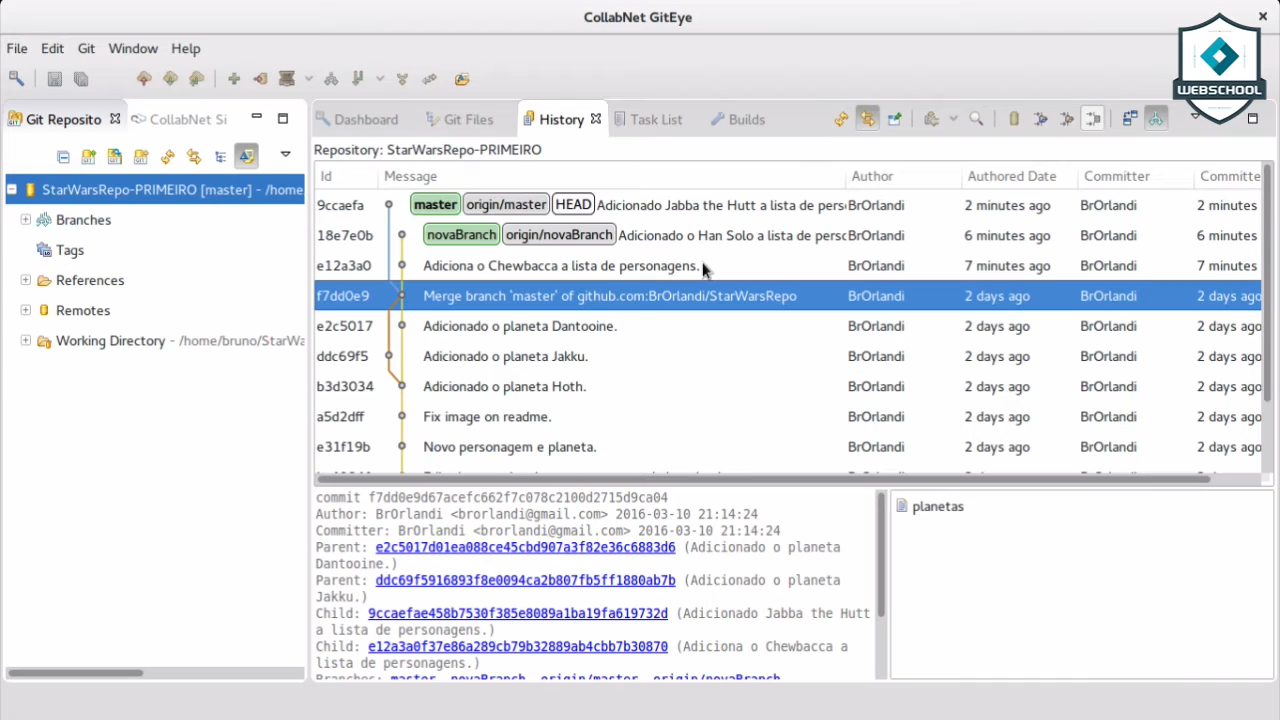 CollabNet GitEye
File Edit Git Window Help
WEBSCHOOL
Git Reposito CollabNet Si
StarWarsRepo-PRIMEIRO [master] - /home
Branches
Tags
References
Remotes
Working Directory - /home/bruno/StarWa
Dashboard Git Files History Task List Builds
Repository: StarWarsRepo-PRIMEIRO
Id Message Author Authored Date Committer Committe
9ccaefa master origin/master HEAD Adicionado Jabba the Hutt a lista de pers BrOrlandi 2 minutes ago BrOrlandi 2 minutes
18e7e0b novaBranch origin/novaBranch Adicionado o Han Solo a lista de perso BrOrlandi 6 minutes ago BrOrlandi 6 minutes
e12a3a0 Adiciona o Chewbacca a lista de personagens. BrOrlandi 7 minutes ago BrOrlandi 7 minutes
f7dd0e9 Merge branch 'master' of github.com:BrOrlandi/StarWarsRepo BrOrlandi 2 days ago BrOrlandi 2 days ago
e2c5017 Adicionado o planeta Dantooine. BrOrlandi 2 days ago BrOrlandi 2 days ago
ddc69f5 Adicionado o planeta Jakku. BrOrlandi 2 days ago BrOrlandi 2 days ago
b3d3034 Adicionado o planeta Hoth. BrOrlandi 2 days ago BrOrlandi 2 days ago
a5d2dff Fix image on readme. BrOrlandi 2 days ago BrOrlandi 2 days ago
e31f19b Novo personagem e planeta. BrOrlandi 2 days ago BrOrlandi 2 days ago
commit f7dd0e9d67acefc662f7c078c2100d2715d9ca04
Author: BrOrlandi <brorlandi@gmail.com> 2016-03-10 21:14:24
Committer: BrOrlandi <brorlandi@gmail.com> 2016-03-10 21:14:24
Parent: e2c5017d01ea088ce45cbd907a3f82e36c6883d6 (Adicionado o planeta
Dantooine.)
Parent: ddc69f5916893f8e0094ca2b807fb5ff1880ab7b (Adicionado o planeta
Jakku.)
Child: 9ccaefae458b7530f385e8089a1ba19fa619732d (Adicionado Jabba the Hutt
a lista de personagens.)
Child: e12a3a0f37e86a289cb79b32889ab4cbb7b30870 (Adiciona o Chewbacca a
lista de personagens.)
Branches: master, novaBranch, origin/master, origin/novaBranch
planetas